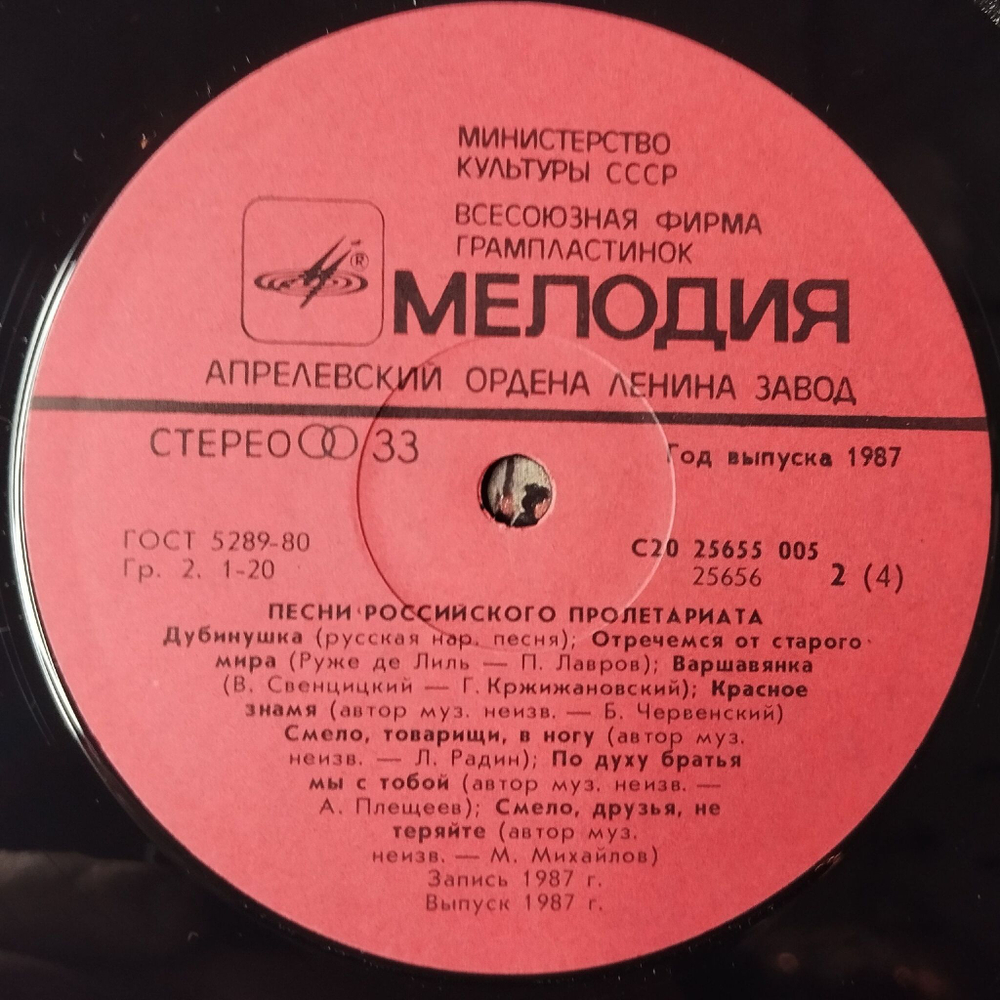 МИНИСТЕРСТВО
КУЛЬТУРЫ СССР
ВСЕСОЮЗНАЯ ФИРМА
ГРАМПЛАСТИНОК
®
МЕЛОДИЯ
АПРЕЛЕВСКИЙ ОРДЕНА ЛЕНИНА ЗАВОД
СТЕРЕО 33
Год выпуска 1987
ГОСТ 5289-80
Гр. 2. 1-20
С20 25655 005
25656 2 (4)
ПЕСНИ РОССИЙСКОГО ПРОЛЕТАРИАТА
Дубинушка (русская нар. песня); Отречемся от старого
мира (Руже де Лиль — П. Лавров); Варшавянка
(В. Свенцицкий — Г. Кржижановский); Красное
знамя (автор муз. неизв. — Б. Червенский)
Смело, товарищи, в ногу (автор муз.
неизв. — Л. Радин); По духу братья
мы с тобой (автор муз. неизв. —
А. Плещеев); Смело, друзья, не
теряйте (автор муз.
неизв. — М. Михайлов)
Запись 1987 г.
Выпуск 1987 г.